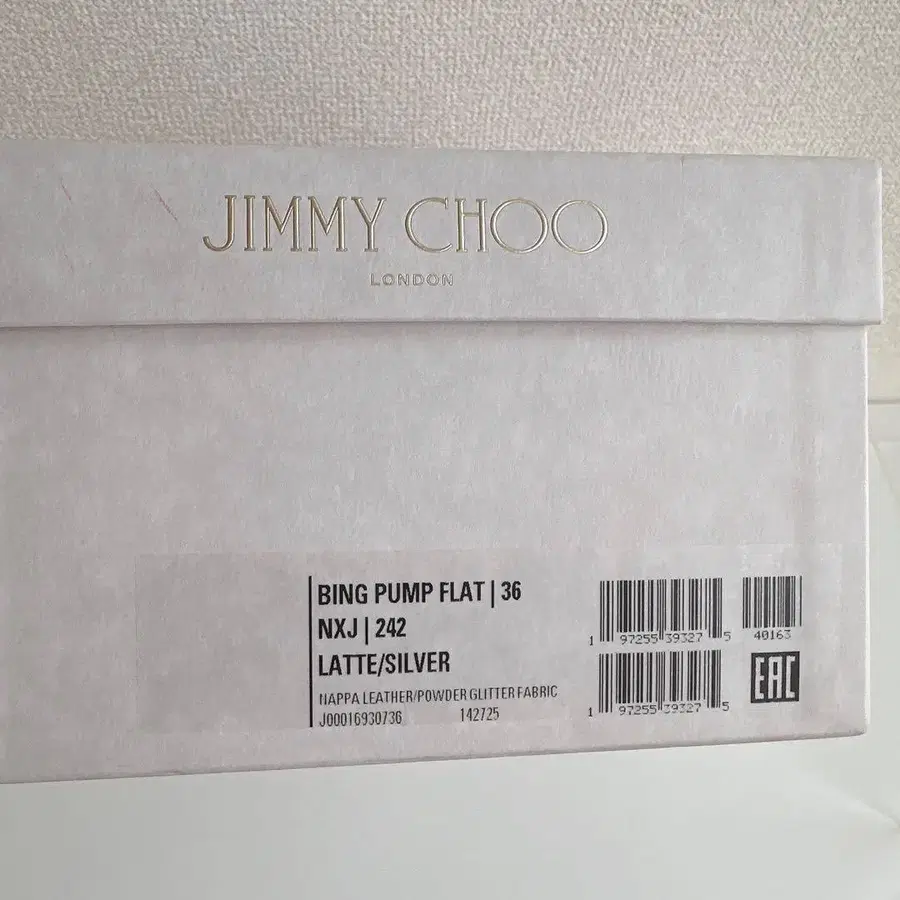 JIMMY CHOO
LONDON
BING PUMP FLAT | 36
NXJ | 242
LATTE/SILVER
NAPPA LEATHER/POWDER GLITTER FABRIC
J00016930736 142725
1 97255 39327 5
40163
1 97255 39327 5
EAC